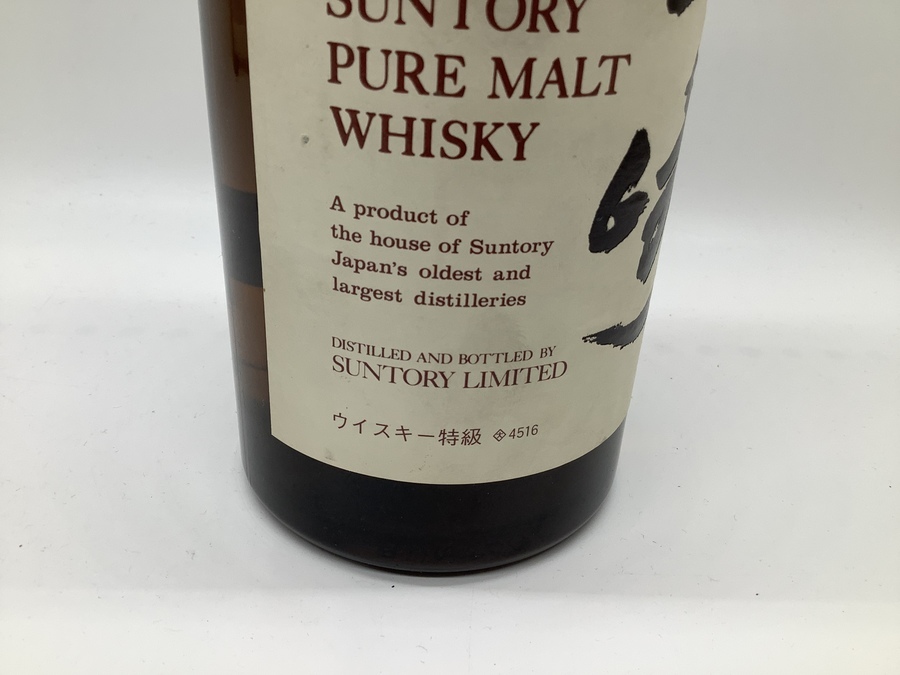 SUNTORY
PURE MALT
WHISKY
A product of
the house of Suntory
Japan's oldest and
largest distilleries
DISTILLED AND BOTTLED BY
SUNTORY LIMITED
ウイスキー特級 4516